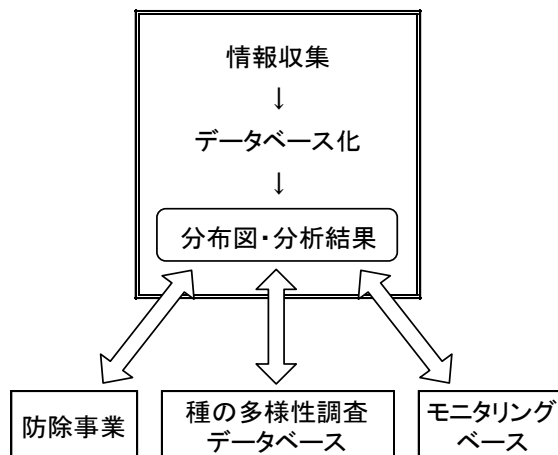 情報収集
↓
データベース化
↓
分布図・分析結果
防除事業
種の多様性調査
データベース
モニタリング
ベース